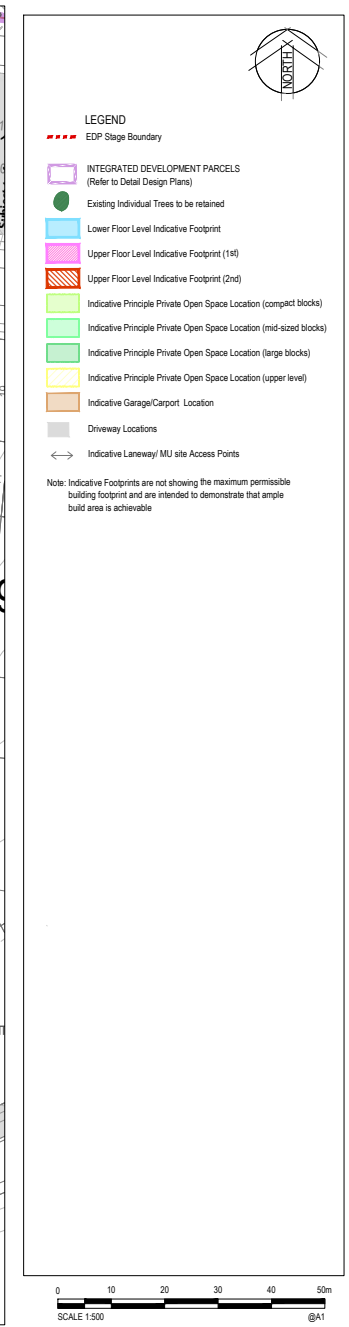 NORTH
LEGEND
EDP Stage Boundary
INTEGRATED DEVELOPMENT PARCELS
(Refer to Detail Design Plans)
Existing Individual Trees to be retained
Lower Floor Level Indicative Footprint
Upper Floor Level Indicative Footprint (1st)
Upper Floor Level Indicative Footprint (2nd)
Indicative Principle Private Open Space Location (compact blocks)
Indicative Principle Private Open Space Location (mid-sized blocks)
Indicative Principle Private Open Space Location (large blocks)
Indicative Principle Private Open Space Location (upper level)
Indicative Garage/Carport Location
Driveway Locations
Indicative Laneway/ MU site Access Points
Note: Indicative Footprints are not showing the maximum permissible
building footprint and are intended to demonstrate that ample
build area is achievable
0 10 20 30 40 50m
SCALE 1:500 @A1